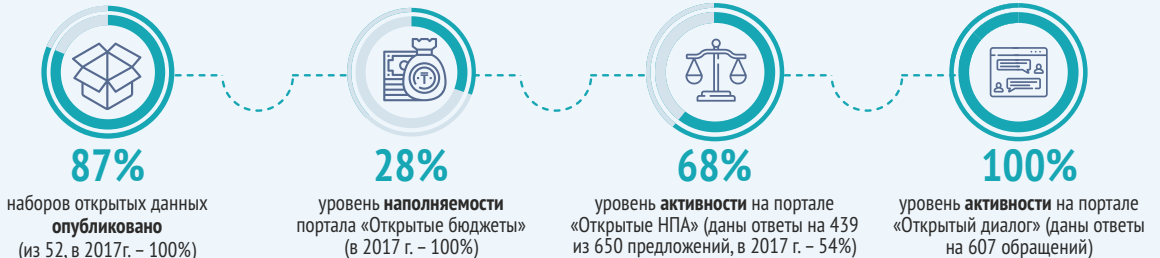 87%
наборов открытых данных
опубликовано
(из 52, в 2017г. – 100%)
28%
уровень наполняемости
портала «Открытые бюджеты»
(в 2017 г. – 100%)
68%
уровень активности на портале
«Открытые НПА» (даны ответы на 439
из 650 предложений, в 2017 г. – 54%)
100%
уровень активности на портале
«Открытый диалог» (даны ответы
на 607 обращений)